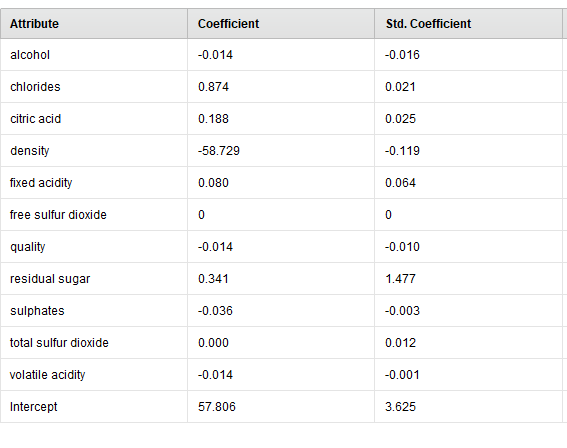 Attribute Coefficient Std. Coefficient
alcohol -0.014 -0.016
chlorides 0.874 0.021
citric acid 0.188 0.025
density -58.729 -0.119
fixed acidity 0.080 0.064
free sulfur dioxide 0 0
quality -0.014 -0.010
residual sugar 0.341 1.477
sulphates -0.036 -0.003
total sulfur dioxide 0.000 0.012
volatile acidity -0.014 -0.001
Intercept 57.806 3.625